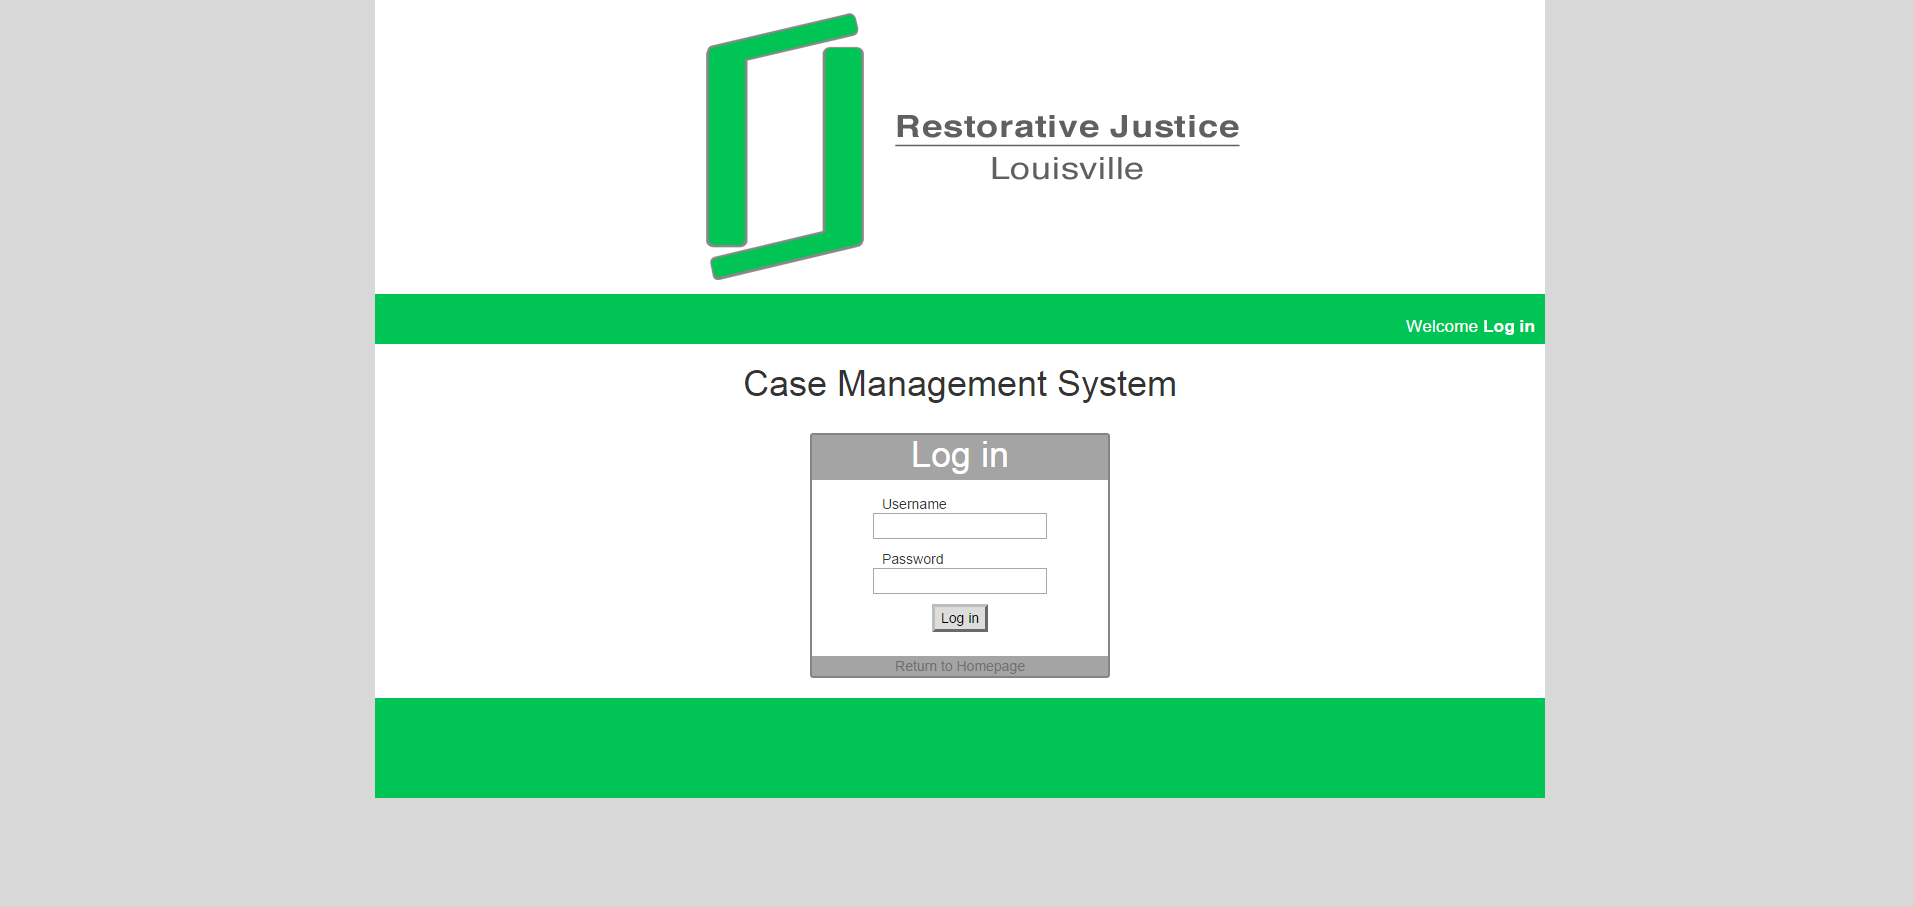 Restorative Justice
Louisville
Welcome Log in
Case Management System
Log in
Username
Password
Log in
Return to Homepage